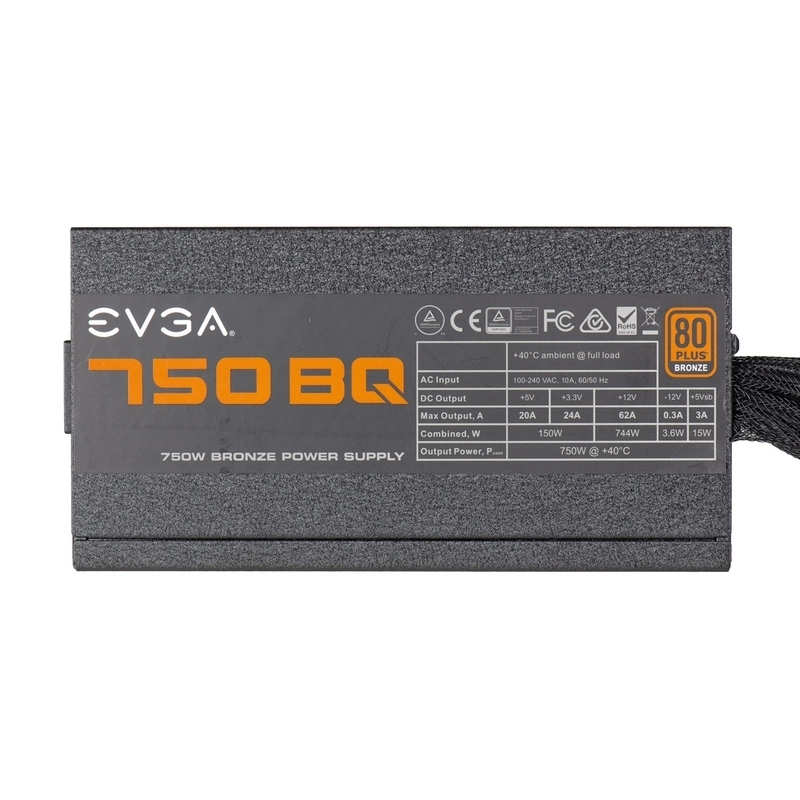 EVGA®
750 BQ
750W BRONZE POWER SUPPLY
CE FC RoHS
80
PLUS®
BRONZE
+40°C ambient @ full load
AC Input 100-240 VAC, 10A, 60/50 Hz
DC Output +5V +3.3V +12V -12V +5Vsb
Max Output, A 20A 24A 62A 0.3A 3A
Combined, W 150W 744W 3.6W 15W
Output Power, Pcont 750W @ +40°C